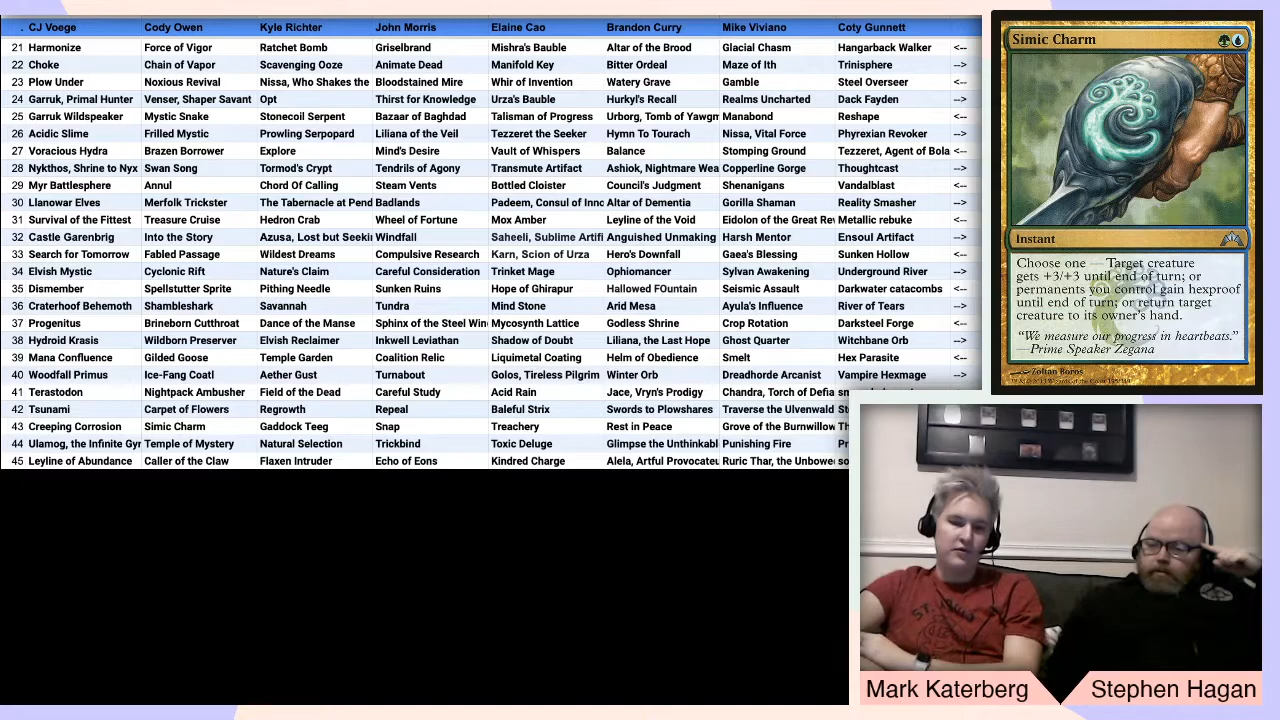 . CJ Voege Cody Owen Kyle Richter John Morris Elaine Cao Brandon Curry Mike Viviano Coty Gunnett
21 Harmonize Force of Vigor Ratchet Bomb Griselbrand Mishra's Bauble Altar of the Brood Glacial Chasm Hangarback Walker <--
22 Choke Chain of Vapor Scavenging Ooze Animate Dead Manifold Key Bitter Ordeal Maze of Ith Trinisphere -->
23 Plow Under Noxious Revival Nissa, Who Shakes the Bloodstained Mire Whir of Invention Watery Grave Gamble Steel Overseer <--
24 Garruk, Primal Hunter Venser, Shaper Savant Opt Thirst for Knowledge Urza's Bauble Hurkyl's Recall Realms Uncharted Dack Fayden -->
25 Garruk Wildspeaker Mystic Snake Stonecoil Serpent Bazaar of Baghdad Talisman of Progress Urborg, Tomb of Yawgm Manabond Reshape <--
26 Acidic Slime Frilled Mystic Prowling Serpopard Liliana of the Veil Tezzeret the Seeker Hymn To Tourach Nissa, Vital Force Phyrexian Revoker -->
27 Voracious Hydra Brazen Borrower Explore Mind's Desire Vault of Whispers Balance Stomping Ground Tezzeret, Agent of Bola <--
28 Nykthos, Shrine to Nyx Swan Song Tormod's Crypt Tendrils of Agony Transmute Artifact Ashiok, Nightmare Wea Copperline Gorge Thoughtcast -->
29 Myr Battlesphere Annul Chord Of Calling Steam Vents Bottled Cloister Council's Judgment Shenanigans Vandalblast <--
30 Llanowar Elves Merfolk Trickster The Tabernacle at Pend Badlands Padeem, Consul of Inno Altar of Dementia Gorilla Shaman Reality Smasher -->
31 Survival of the Fittest Treasure Cruise Hedron Crab Wheel of Fortune Mox Amber Leyline of the Void Eidolon of the Great Rev Metallic rebuke <--
32 Castle Garenbrig Into the Story Azusa, Lost but Seeki Windfall Saheeli, Sublime Artifi Anguished Unmaking Harsh Mentor Ensoul Artifact -->
33 Search for Tomorrow Fabled Passage Wildest Dreams Compulsive Research Karn, Scion of Urza Hero's Downfall Gaea's Blessing Sunken Hollow <--
34 Elvish Mystic Cyclonic Rift Nature's Claim Careful Consideration Trinket Mage Ophiomancer Sylvan Awakening Underground River -->
35 Dismember Spellstutter Sprite Pithing Needle Sunken Ruins Hope of Ghirapur Hallowed FOuntain Seismic Assault Darkwater catacombs <--
36 Craterhoof Behemoth Shambleshark Savannah Tundra Mind Stone Arid Mesa Ayula's Influence River of Tears -->
37 Progenitus Brineborn Cutthroat Dance of the Manse Sphinx of the Steel Win Mycosynth Lattice Godless Shrine Crop Rotation Darksteel Forge <--
38 Hydroid Krasis Wildborn Preserver Elvish Reclaimer Inkwell Leviathan Shadow of Doubt Liliana, the Last Hope Ghost Quarter Witchbane Orb -->
39 Mana Confluence Gilded Goose Temple Garden Coalition Relic Liquimetal Coating Helm of Obedience Smelt Hex Parasite <--
40 Woodfall Primus Ice-Fang Coatl Aether Gust Turnabout Golos, Tireless Pilgrim Winter Orb Dreadhorde Arcanist Vampire Hexmage -->
41 Terastodon Nightpack Ambusher Field of the Dead Careful Study Acid Rain Jace, Vryn's Prodigy Chandra, Torch of Defia
42 Tsunami Carpet of Flowers Regrowth Repeal Baleful Strix Swords to Plowshares Traverse the Ulvenwald
43 Creeping Corrosion Simic Charm Gaddock Teeg Snap Treachery Rest in Peace Grove of the Burnwillow
44 Ulamog, the Infinite Gyr Temple of Mystery Natural Selection Trickbind Toxic Deluge Glimpse the Unthinkabl Punishing Fire
45 Leyline of Abundance Caller of the Claw Flaxen Intruder Echo of Eons Kindred Charge Alela, Artful Provocateu Ruric Thar, the Unbowe
Simic Charm
Instant
Choose one — Target creature
gets +3/+3 until end of turn; or
permanents you control gain hexproof
until end of turn; or return target
creature to its owner's hand.
"We measure our progress in heartbeats."
—Prime Speaker Zegana
Zoltan Boros
Mark Katerberg
Stephen Hagan